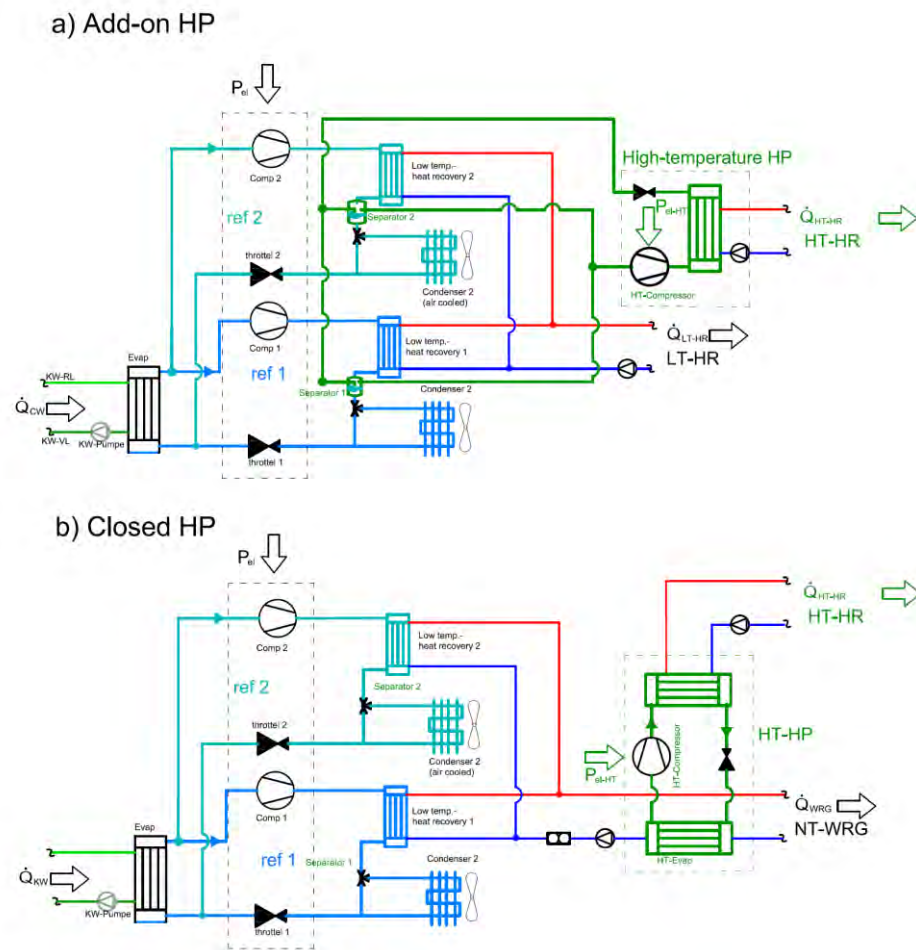 a) Add-on HP
Pel
Comp 2
Low temp.-
heat recovery 2
High-temperature HP
ref 2
Separator 2
Pel-HT
Q̇HT-HR
HT-HR
throttel 2
Condenser 2
(air cooled)
HT-Compressor
Comp 1
Low temp.-
heat recovery 1
Q̇LT-HR
LT-HR
Evap
KW-RL
ref 1
Separator 1
Condenser 2
Q̇CW
KW-VL
KW-Pumpe
throttel 1
b) Closed HP
Pel
Q̇HT-HR
HT-HR
Comp 2
Low temp.-
heat recovery 2
ref 2
Separator 2
throttel 2
Condenser 2
(air cooled)
HT-Compressor
HT-HP
Pel-HT
Comp 1
Low temp.-
heat recovery 1
Q̇WRG
NT-WRG
Evap
ref 1
Separator 1
Condenser 2
HT-Evap
Q̇KW
KW-Pumpe
throttel 1